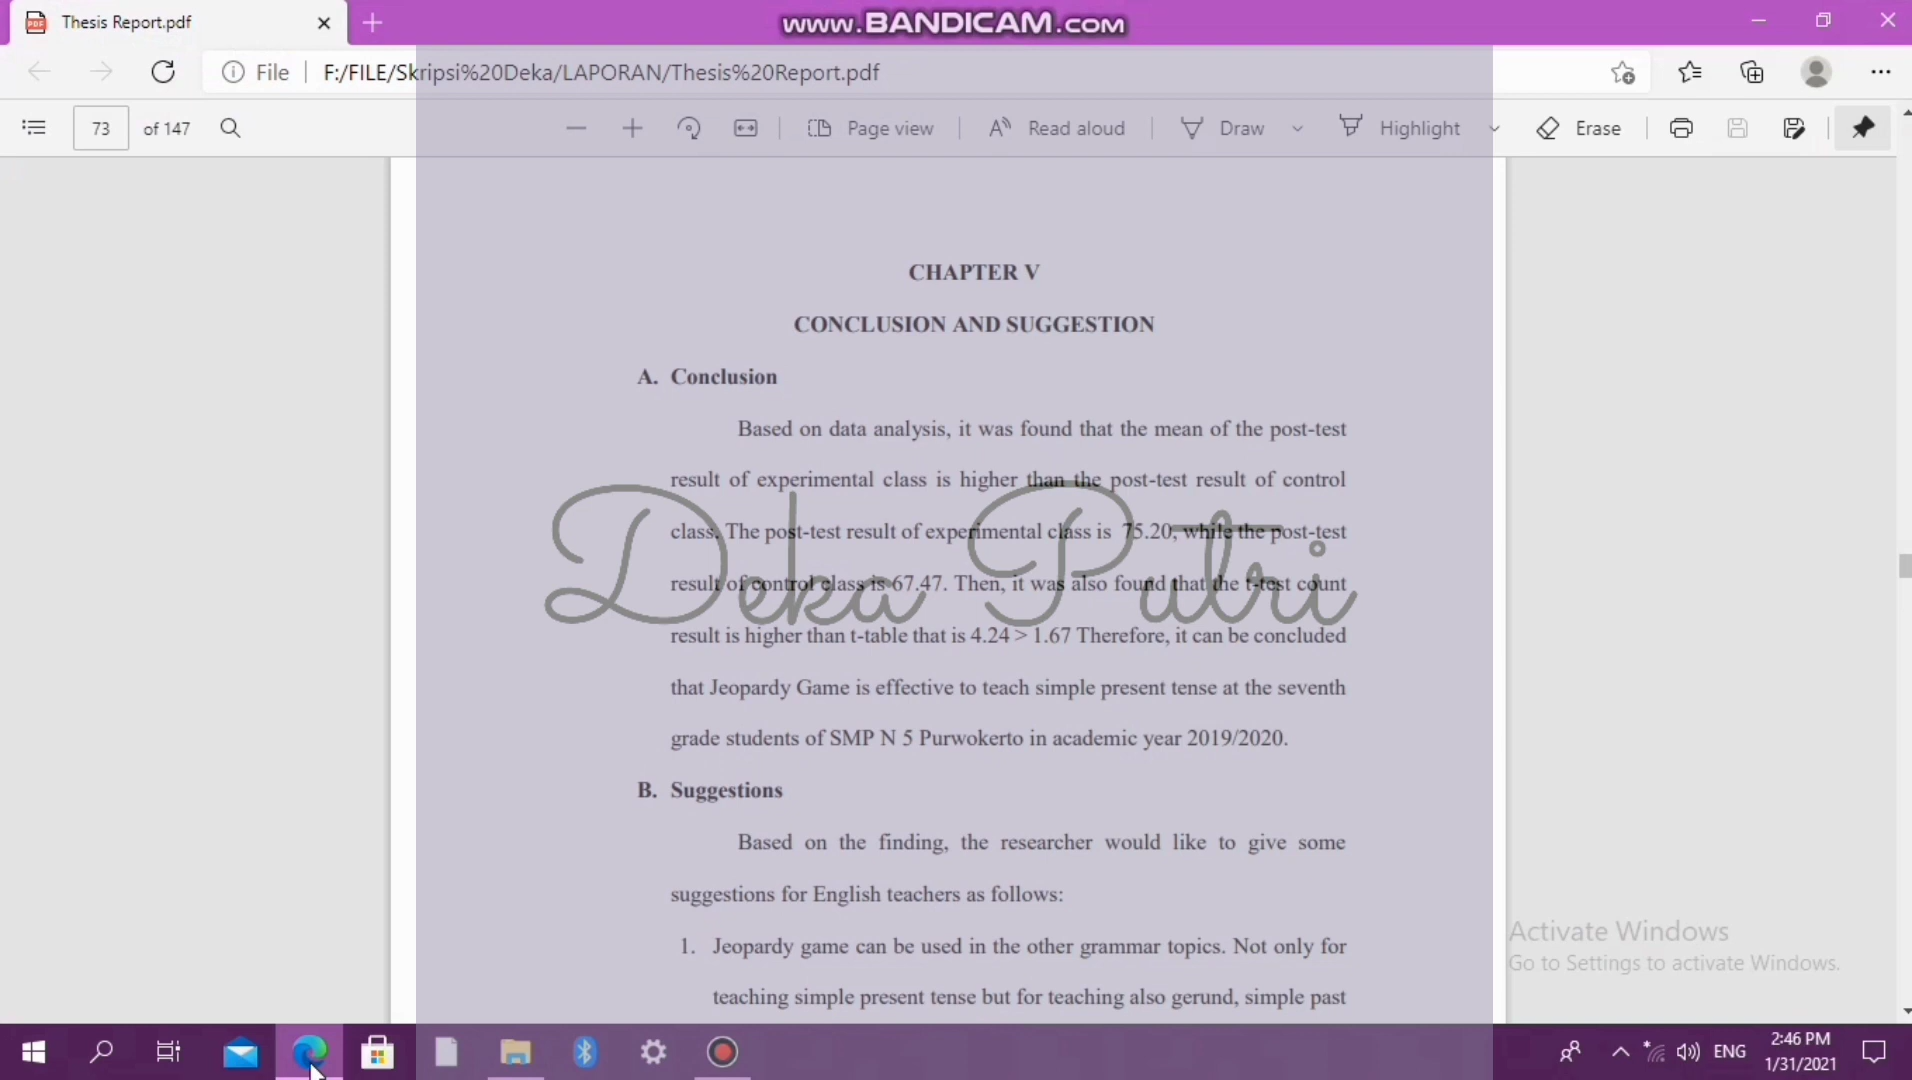 Thesis Report.pdf
www.BANDICAM.com
File
F:/FILE/Skripsi%20Deka/LAPORAN/Thesis%20Report.pdf
73 of 147
Page view
Read aloud
Draw
Highlight
Erase
CHAPTER V
CONCLUSION AND SUGGESTION
A. Conclusion
Based on data analysis, it was found that the mean of the post-test
result of experimental class is higher than the post-test result of control
class. The post-test result of experimental class is 75.20, while the post-test
result of control class is 67.47. Then, it was also found that the t-test count
result is higher than t-table that is 4.24 > 1.67 Therefore, it can be concluded
that Jeopardy Game is effective to teach simple present tense at the seventh
grade students of SMP N 5 Purwokerto in academic year 2019/2020.
Deka Putri
B. Suggestions
Based on the finding, the researcher would like to give some
suggestions for English teachers as follows:
1. Jeopardy game can be used in the other grammar topics. Not only for
teaching simple present tense but for teaching also gerund, simple past
Activate Windows
Go to Settings to activate Windows.
ENG
2:46 PM
1/31/2021